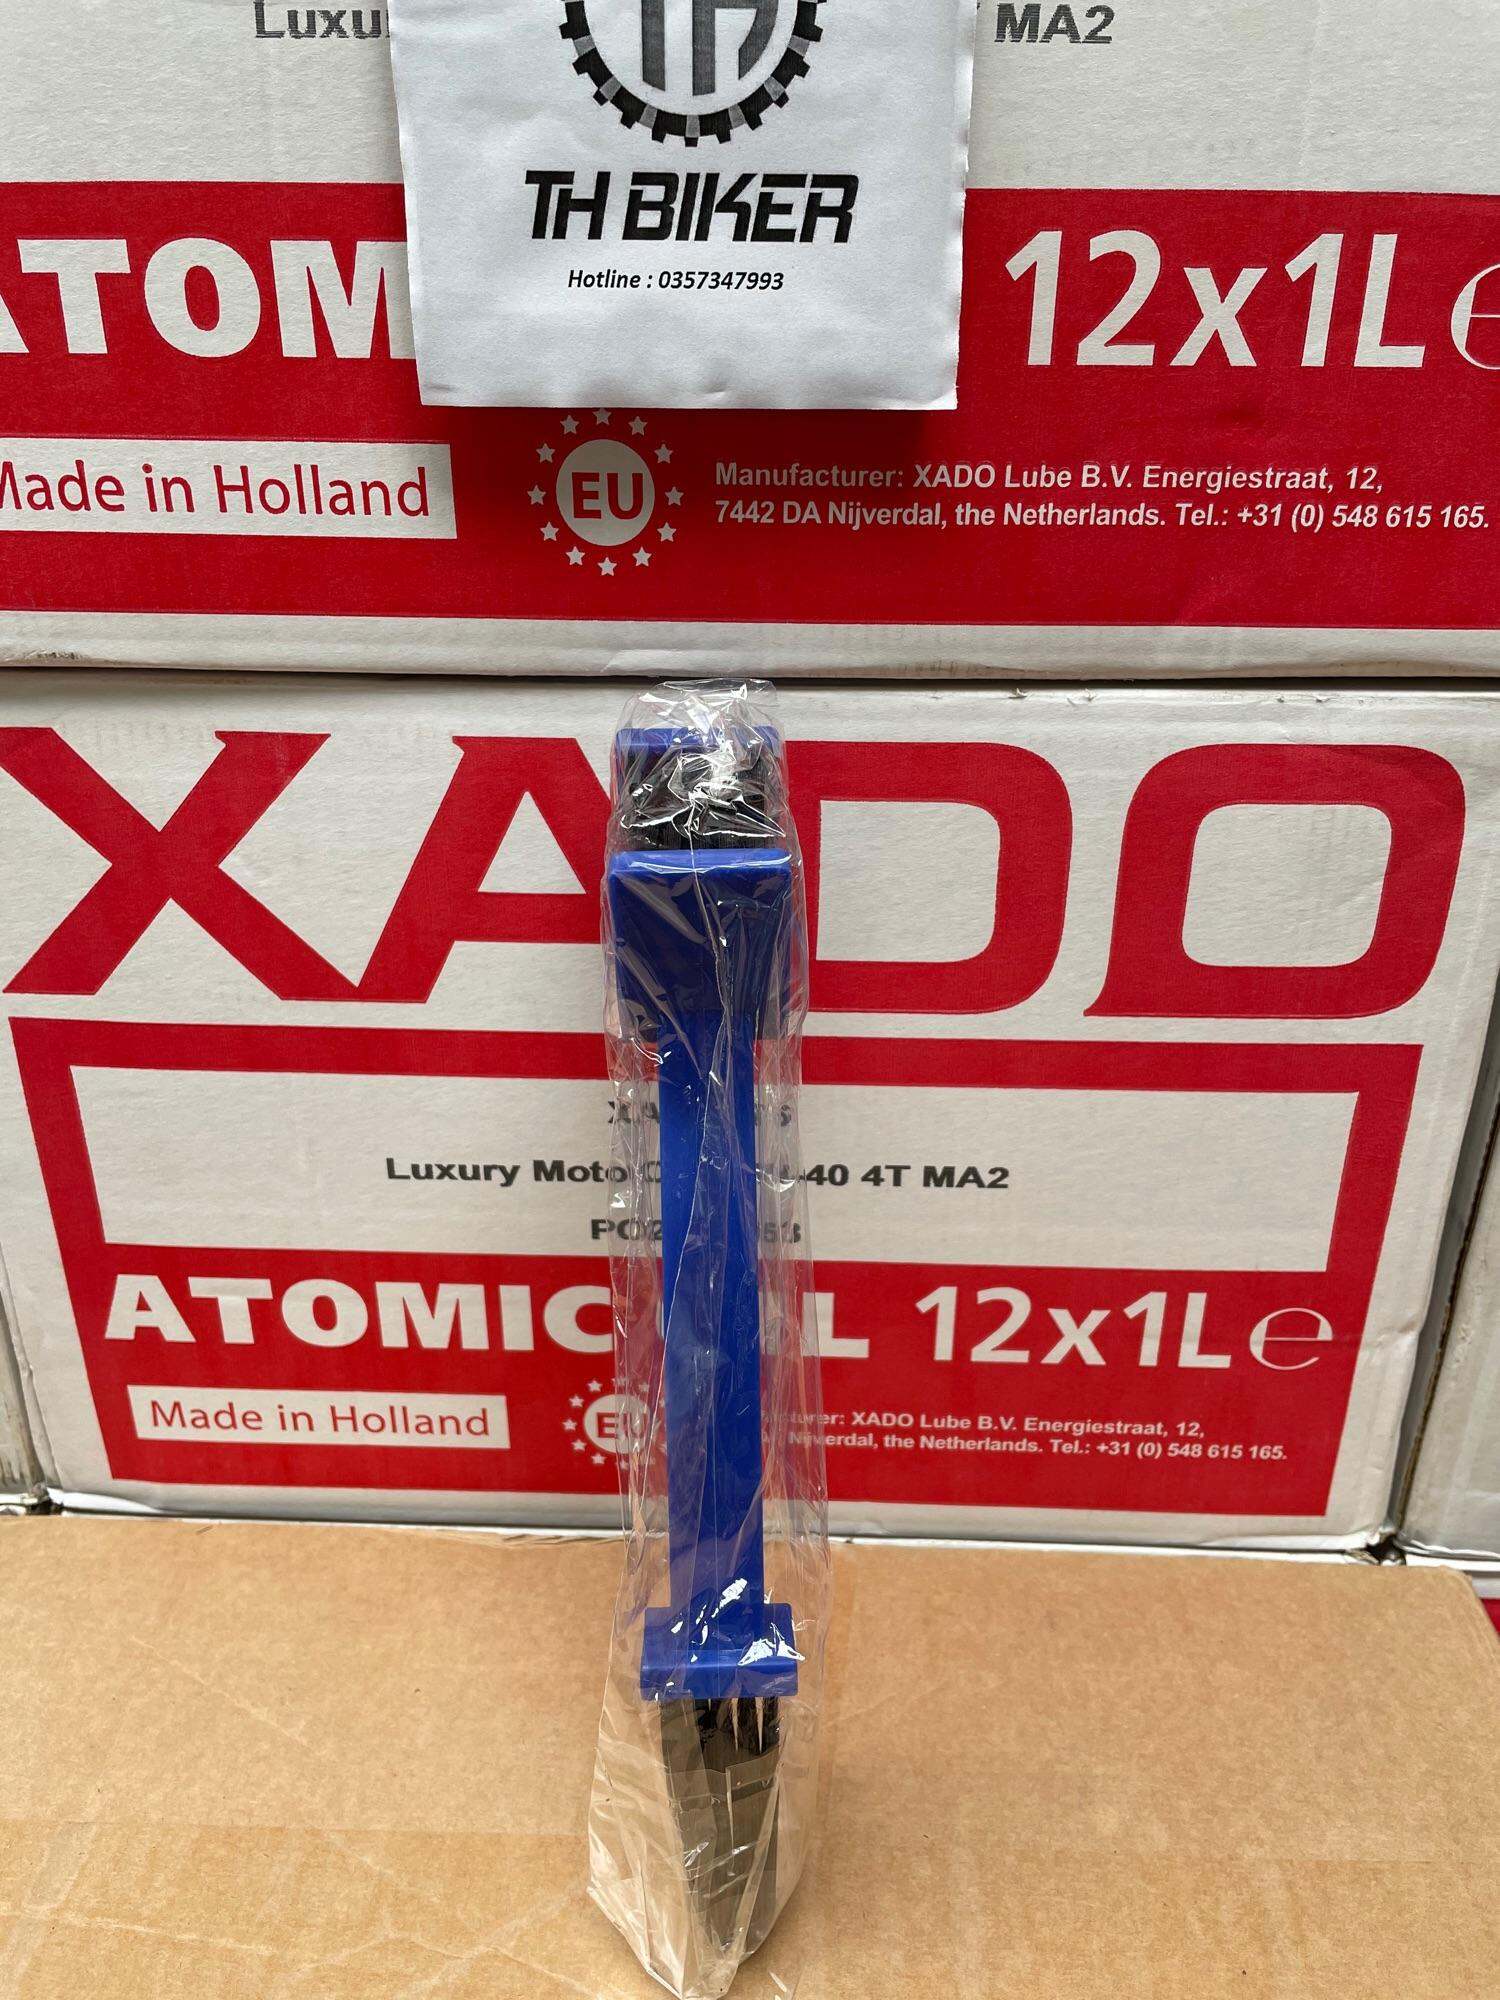 Luxu
MA2
TH BIKER
Hotline : 0357347993
ATOM
12x1L e
Made in Holland
EU
Manufacturer: XADO Lube B.V. Energiestraat, 12,
7442 DA Nijverdal, the Netherlands. Tel.: +31 (0) 548 615 165.
XADO
Luxury Moto
40 4T MA2
ATOMIC
L 12x1L e
Made in Holland
EU
XADO Lube B.V. Energiestraat, 12,
Nijverdal, the Netherlands. Tel.: +31 (0) 548 615 165.